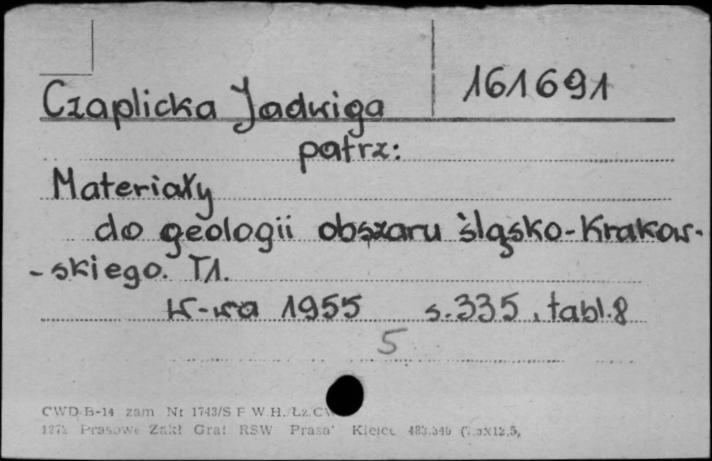 Czaplicka Jadwiga 161691
patrz:
Materiały
do geologii obszaru śląsko-Krakow-
-skiego. T1.
W-wa 1955 s.335, tabl.8
5
CWD-B-14 zam Nr 1743/S F W.H. Łz.
Prasowe Zakł Graf RSW Prasa" Kielce